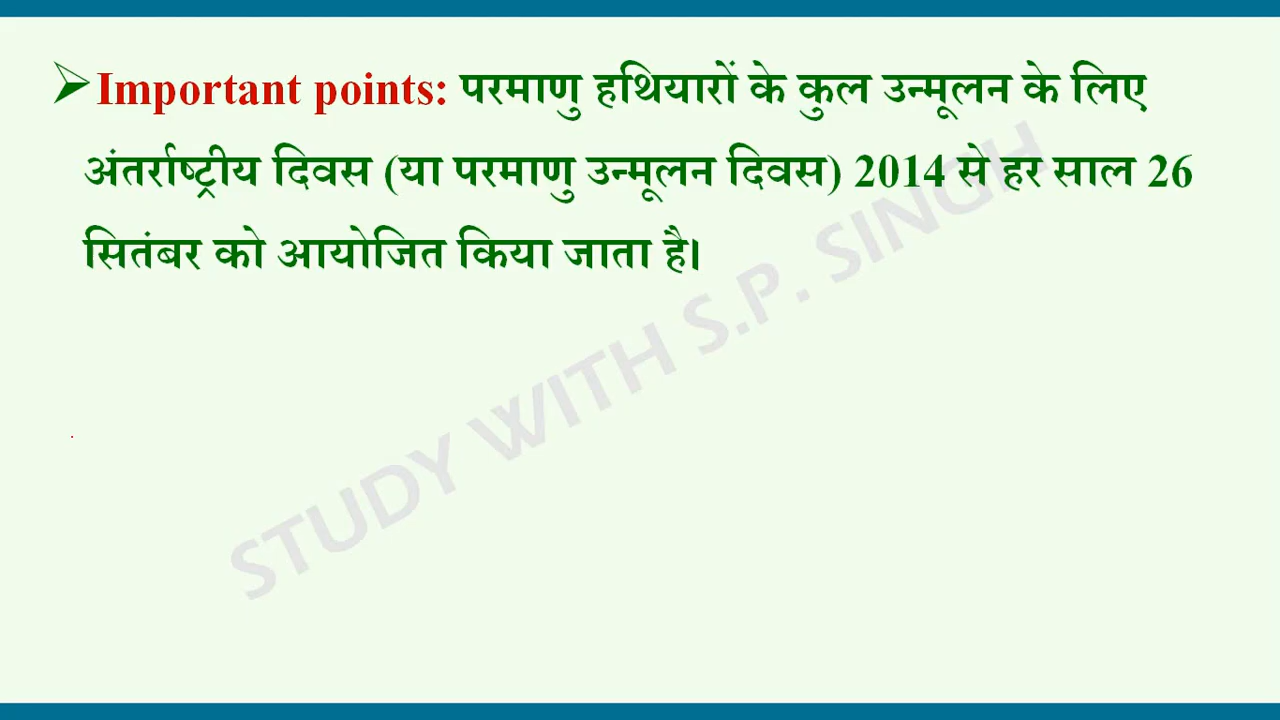 Important points: परमाणु हथियारों के कुल उन्मूलन के लिए
अंतर्राष्ट्रीय दिवस (या परमाणु उन्मूलन दिवस) 2014 से हर साल 26
सितंबर को आयोजित किया जाता है।
STUDY WITH S.P. SINGH